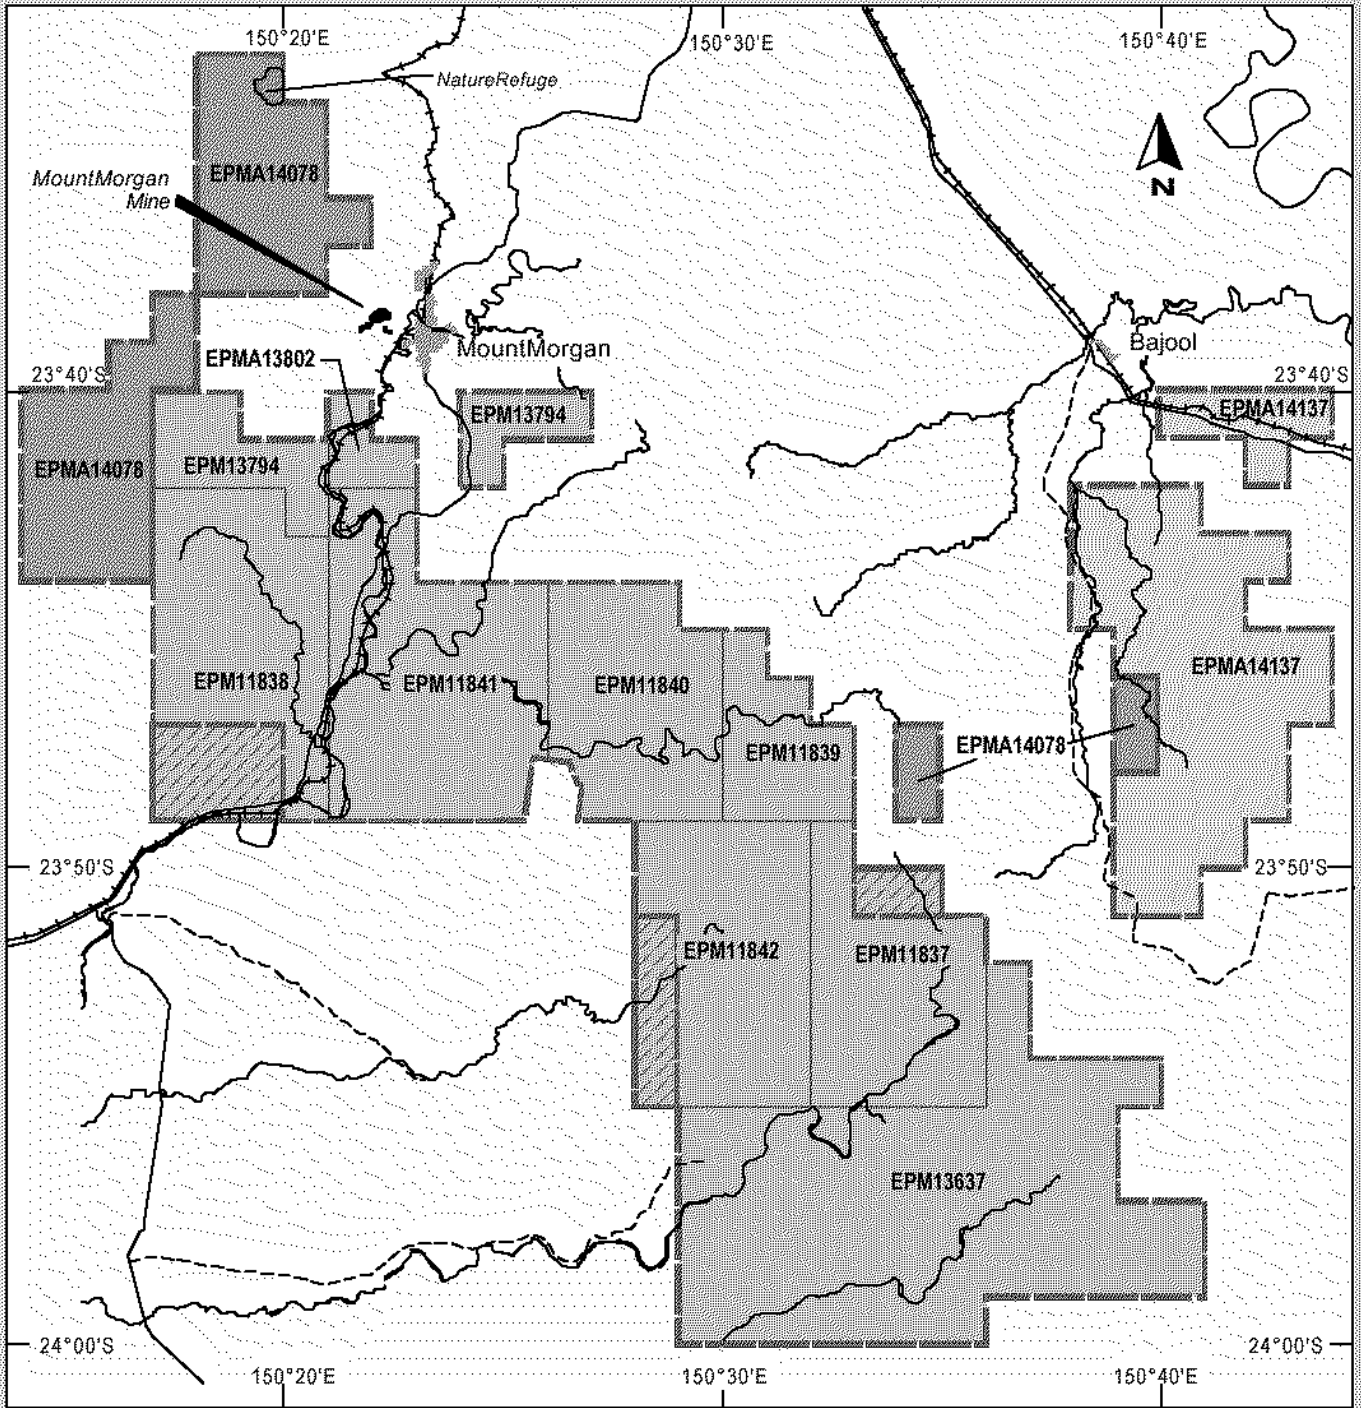 150°20'E
150°30'E
150°40'E
NatureRefuge
EPMA14078
MountMorgan
Mine
N
MountMorgan
Bajool
EPMA13802
23°40'S
23°40'S
EPM13794
EPMA14137
EPMA14078
EPM13794
EPMA14137
EPM11838
EPM11841
EPM11840
EPM11839
EPMA14078
23°50'S
23°50'S
EPM11842
EPM11837
EPM13637
24°00'S
24°00'S
150°20'E
150°30'E
150°40'E